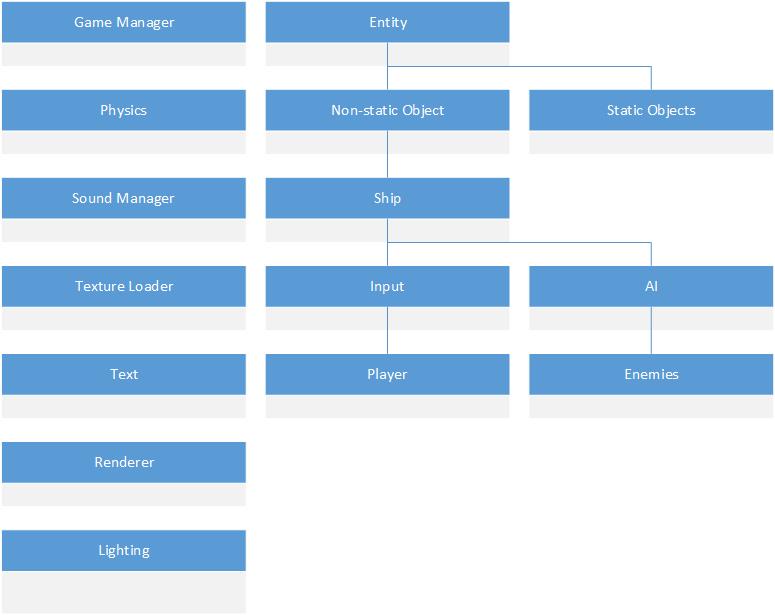 Game Manager
Entity
Physics
Non-static Object
Static Objects
Sound Manager
Ship
Texture Loader
Input
AI
Text
Player
Enemies
Renderer
Lighting